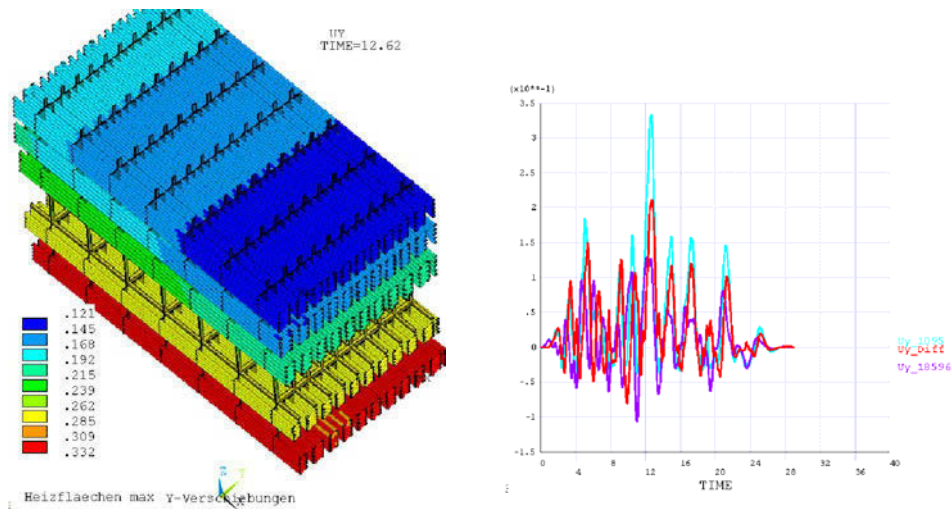 UY
TIME=12.62
.121
.145
.168
.192
.215
.239
.262
.285
.309
.332
Heizflaechen max Y-Verschiebungen
(x10**-1)
3.5
3
2.5
2
1.5
1
.5
0
-.5
-1
-1.5
0 4 8 12 16 20 24 28 32 36 40
TIME
Uy_1095
Uy_Diff
Uy_18596